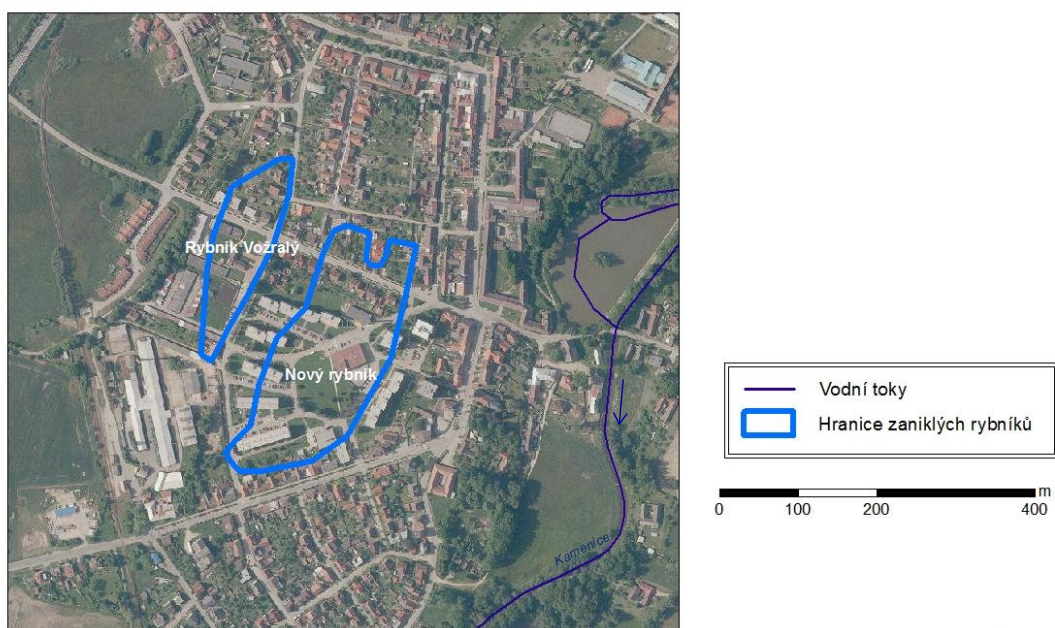 Rybník Vožralý
Nový rybník
Kamenice
Vodní toky
Hranice zaniklých rybníků
m
0 100 200 400